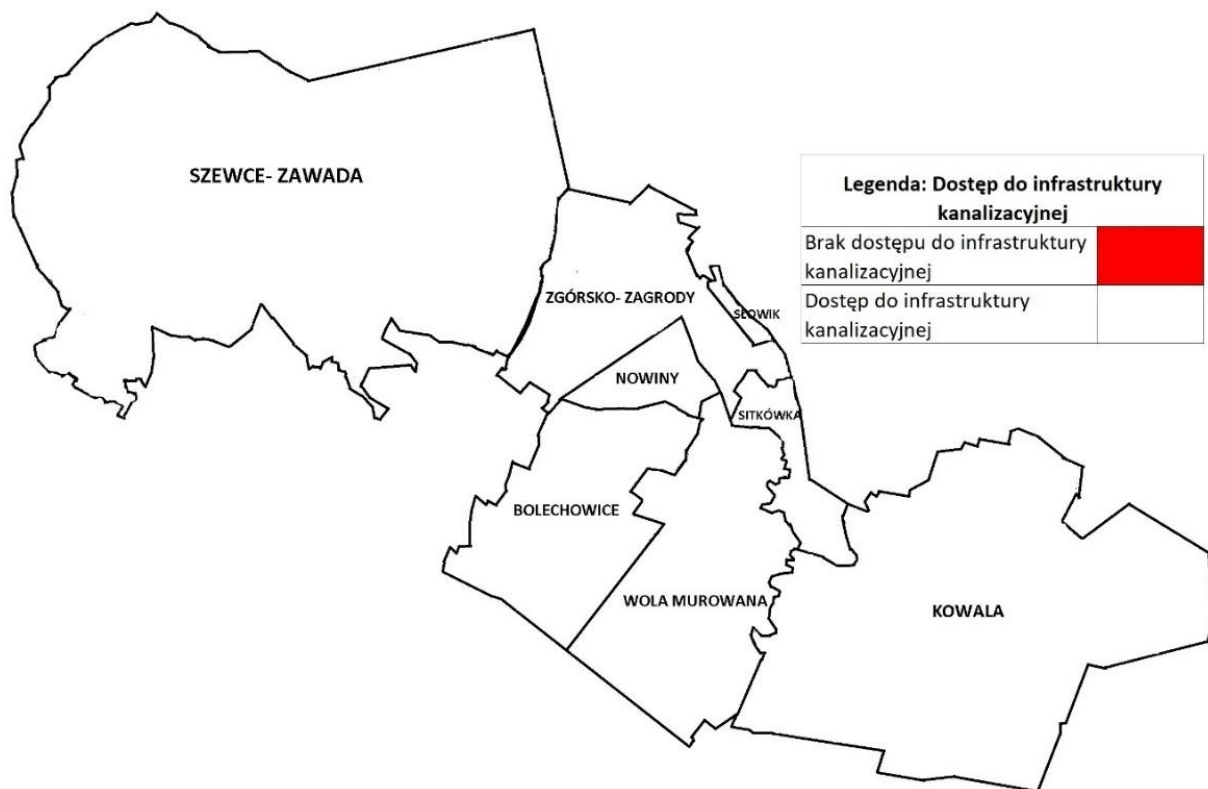 SZEWCE- ZAWADA
Legenda: Dostęp do infrastruktury
kanalizacyjnej
Brak dostępu do infrastruktury
kanalizacyjnej
Dostęp do infrastruktury
kanalizacyjnej
ZGÓRSKO- ZAGRODY
SŁOWIK
NOWINY
SITKÓWKA
BOLECHOWICE
WOLA MUROWANA
KOWALA